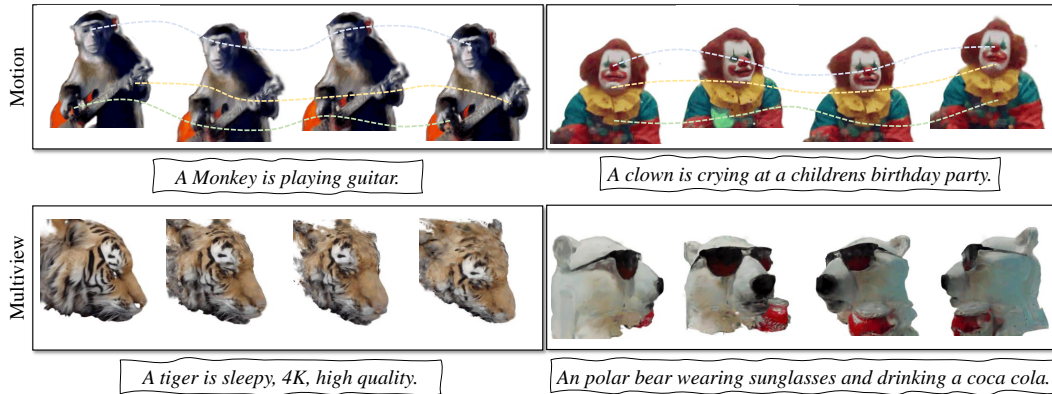 Motion
A Monkey is playing guitar.
A clown is crying at a childrens birthday party.
Multiview
A tiger is sleepy, 4K, high quality.
An polar bear wearing sunglasses and drinking a coca cola.